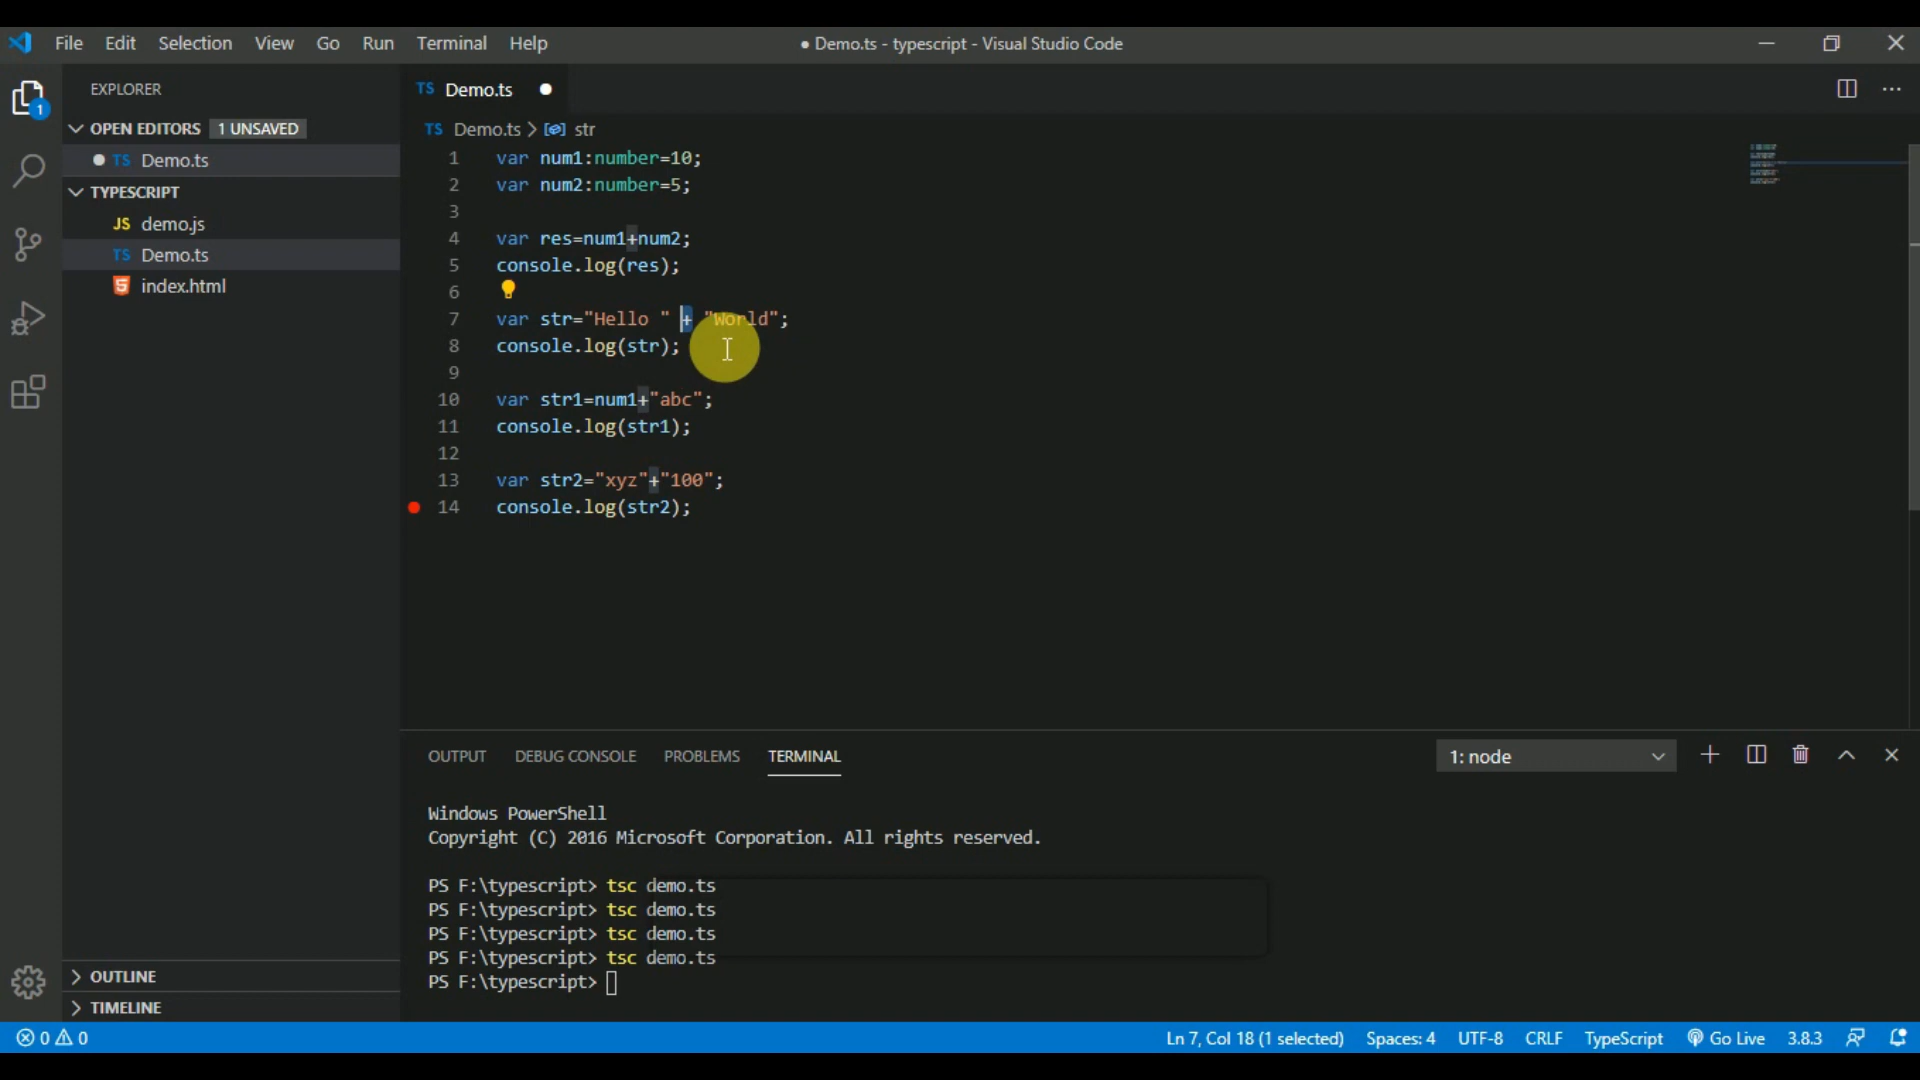 File Edit Selection View Go Run Terminal Help
● Demo.ts - typescript - Visual Studio Code
1
EXPLORER
OPEN EDITORS 1 UNSAVED
TS Demo.ts
TYPESCRIPT
JS demo.js
TS Demo.ts
index.html
OUTLINE
TIMELINE
TS Demo.ts
TS Demo.ts > str
1 var num1:number=10;
2 var num2:number=5;
3
4 var res=num1+num2;
5 console.log(res);
6
7 var str="Hello " + "World";
8 console.log(str);
9
10 var str1=num1+"abc";
11 console.log(str1);
12
13 var str2="xyz"+"100";
14 console.log(str2);
OUTPUT DEBUG CONSOLE PROBLEMS TERMINAL
1: node
Windows PowerShell
Copyright (C) 2016 Microsoft Corporation. All rights reserved.
PS F:\typescript> tsc demo.ts
PS F:\typescript> tsc demo.ts
PS F:\typescript> tsc demo.ts
PS F:\typescript> tsc demo.ts
PS F:\typescript>
0 0
Ln 7, Col 18 (1 selected) Spaces: 4 UTF-8 CRLF TypeScript Go Live 3.8.3